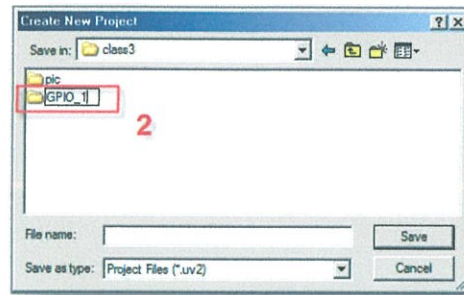 Create New Project
Save in: class3
pic
GPIO_1
2
File name: Save
Save as type: Project Files (*.uv2) Cancel